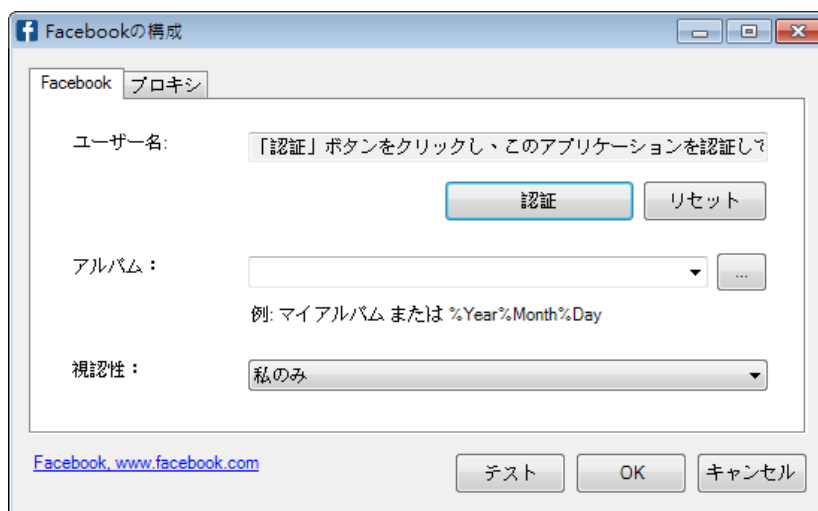 Facebookの構成
Facebook プロキシ
ユーザー名:
「認証」ボタンをクリックし、このアプリケーションを認証して
認証 リセット
アルバム： ...
例: マイアルバム または %Year%Month%Day
視認性： 私のみ
Facebook, www.facebook.com
テスト OK キャンセル